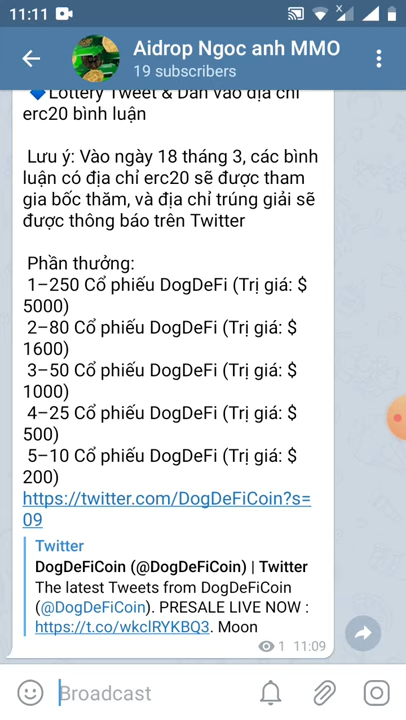 11:11
Aidrop Ngoc anh MMO
19 subscribers
Lottery Tweet & Dán vào địa chỉ
erc20 bình luận
Lưu ý: Vào ngày 18 tháng 3, các bình
luận có địa chỉ erc20 sẽ được tham
gia bốc thăm, và địa chỉ trúng giải sẽ
được thông báo trên Twitter
Phần thưởng:
1–250 Cổ phiếu DogDeFi (Trị giá: $
5000)
2–80 Cổ phiếu DogDeFi (Trị giá: $
1600)
3–50 Cổ phiếu DogDeFi (Trị giá: $
1000)
4–25 Cổ phiếu DogDeFi (Trị giá: $
500)
5–10 Cổ phiếu DogDeFi (Trị giá: $
200)
https://twitter.com/DogDeFiCoin?s=
09
Twitter
DogDeFiCoin (@DogDeFiCoin) | Twitter
The latest Tweets from DogDeFiCoin
(@DogDeFiCoin). PRESALE LIVE NOW :
https://t.co/wkclRYKBQ3. Moon
1 11:09
Broadcast